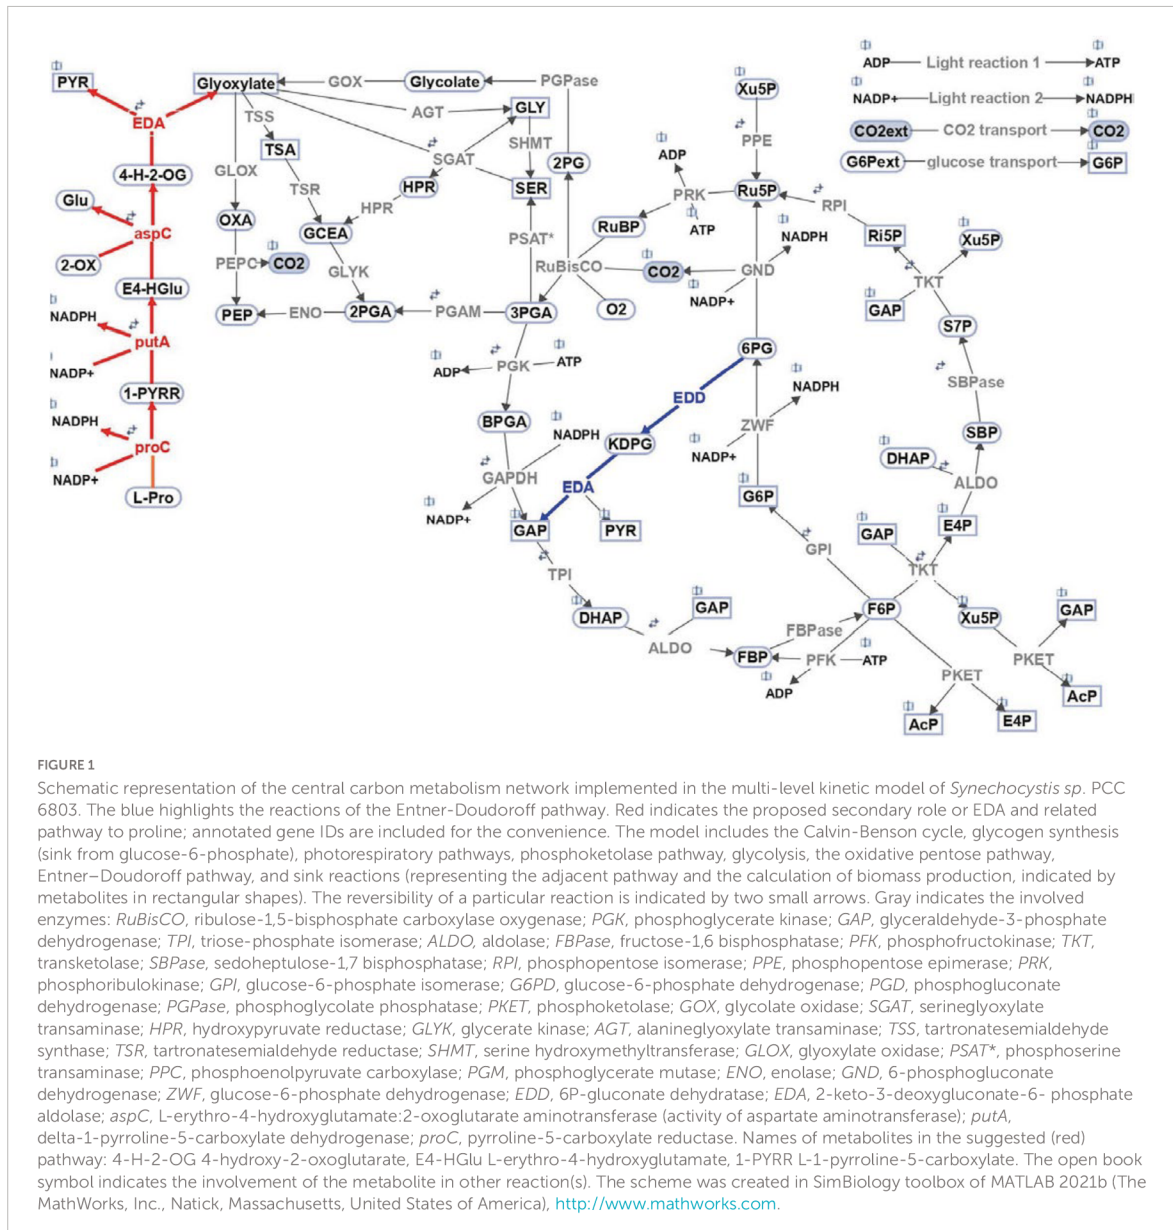 PYR
Glyoxylate
GOX
Glycolate
PGPase
ADP
Light reaction 1
ATP
NADP+
Light reaction 2
NADPH
CO2ext
CO2 transport
CO2
G6Pext
glucose transport
G6P
EDA
TSS
AGT
GLY
Xu5P
TSA
SGAT
SHMT
2PG
ADP
PPE
4-H-2-OG
GLOX
TSR
HPR
SER
PRK
Ru5P
RPI
Glu
HPR
aspC
OXA
GCEA
PSAT*
RuBP
ATP
NADPH
Ri5P
Xu5P
2-OX
PEPC
CO2
GLYK
RuBisCO
CO2
GND
TKT
E4-HGlu
NADP+
GAP
NADPH
PEP
ENO
2PGA
PGAM
3PGA
O2
S7P
putA
6PG
NADP+
ADP
PGK
ATP
SBPase
NADPH
1-PYRR
EDD
NADPH
BPGA
ZWF
SBP
NADPH
KDPG
proC
NADP+
DHAP
NADP+
GAPDH
EDA
ALDO
L-Pro
G6P
NADP+
GAP
PYR
GAP
E4P
GPI
TPI
TKT
DHAP
GAP
F6P
Xu5P
GAP
FBPase
ALDO
FBP
PFK
ATP
PKET
PKET
ADP
AcP
AcP
E4P
FIGURE 1
Schematic representation of the central carbon metabolism network implemented in the multi-level kinetic model of Synechocystis sp. PCC
6803. The blue highlights the reactions of the Entner-Doudoroff pathway. Red indicates the proposed secondary role or EDA and related
pathway to proline; annotated gene IDs are included for the convenience. The model includes the Calvin-Benson cycle, glycogen synthesis
(sink from glucose-6-phosphate), photorespiratory pathways, phosphoketolase pathway, glycolysis, the oxidative pentose pathway,
Entner–Doudoroff pathway, and sink reactions (representing the adjacent pathway and the calculation of biomass production, indicated by
metabolites in rectangular shapes). The reversibility of a particular reaction is indicated by two small arrows. Gray indicates the involved
enzymes: RuBisCO, ribulose-1,5-bisphosphate carboxylase oxygenase; PGK, phosphoglycerate kinase; GAP, glyceraldehyde-3-phosphate
dehydrogenase; TPI, triose-phosphate isomerase; ALDO, aldolase; FBPase, fructose-1,6 bisphosphatase; PFK, phosphofructokinase; TKT,
transketolase; SBPase, sedoheptulose-1,7 bisphosphatase; RPI, phosphopentose isomerase; PPE, phosphopentose epimerase; PRK,
phosphoribulokinase; GPI, glucose-6-phosphate isomerase; G6PD, glucose-6-phosphate dehydrogenase; PGD, phosphogluconate
dehydrogenase; PGPase, phosphoglycolate phosphatase; PKET, phosphoketolase; GOX, glycolate oxidase; SGAT, serineglyoxylate
transaminase; HPR, hydroxypyruvate reductase; GLYK, glycerate kinase; AGT, alanineglyoxylate transaminase; TSS, tartronatesemialdehyde
synthase; TSR, tartronatesemialdehyde reductase; SHMT, serine hydroxymethyltransferase; GLOX, glyoxylate oxidase; PSAT*, phosphoserine
transaminase; PPC, phosphoenolpyruvate carboxylase; PGM, phosphoglycerate mutase; ENO, enolase; GND, 6-phosphogluconate
dehydrogenase; ZWF, glucose-6-phosphate dehydrogenase; EDD, 6P-gluconate dehydratase; EDA, 2-keto-3-deoxygluconate-6- phosphate
aldolase; aspC, L-erythro-4-hydroxyglutamate:2-oxoglutarate aminotransferase (activity of aspartate aminotransferase); putA,
delta-1-pyrroline-5-carboxylate dehydrogenase; proC, pyrroline-5-carboxylate reductase. Names of metabolites in the suggested (red)
pathway: 4-H-2-OG 4-hydroxy-2-oxoglutarate, E4-HGlu L-erythro-4-hydroxyglutamate, 1-PYRR L-1-pyrroline-5-carboxylate. The open book
symbol indicates the involvement of the metabolite in other reaction(s). The scheme was created in SimBiology toolbox of MATLAB 2021b (The
MathWorks, Inc., Natick, Massachusetts, United States of America), http://www.mathworks.com.